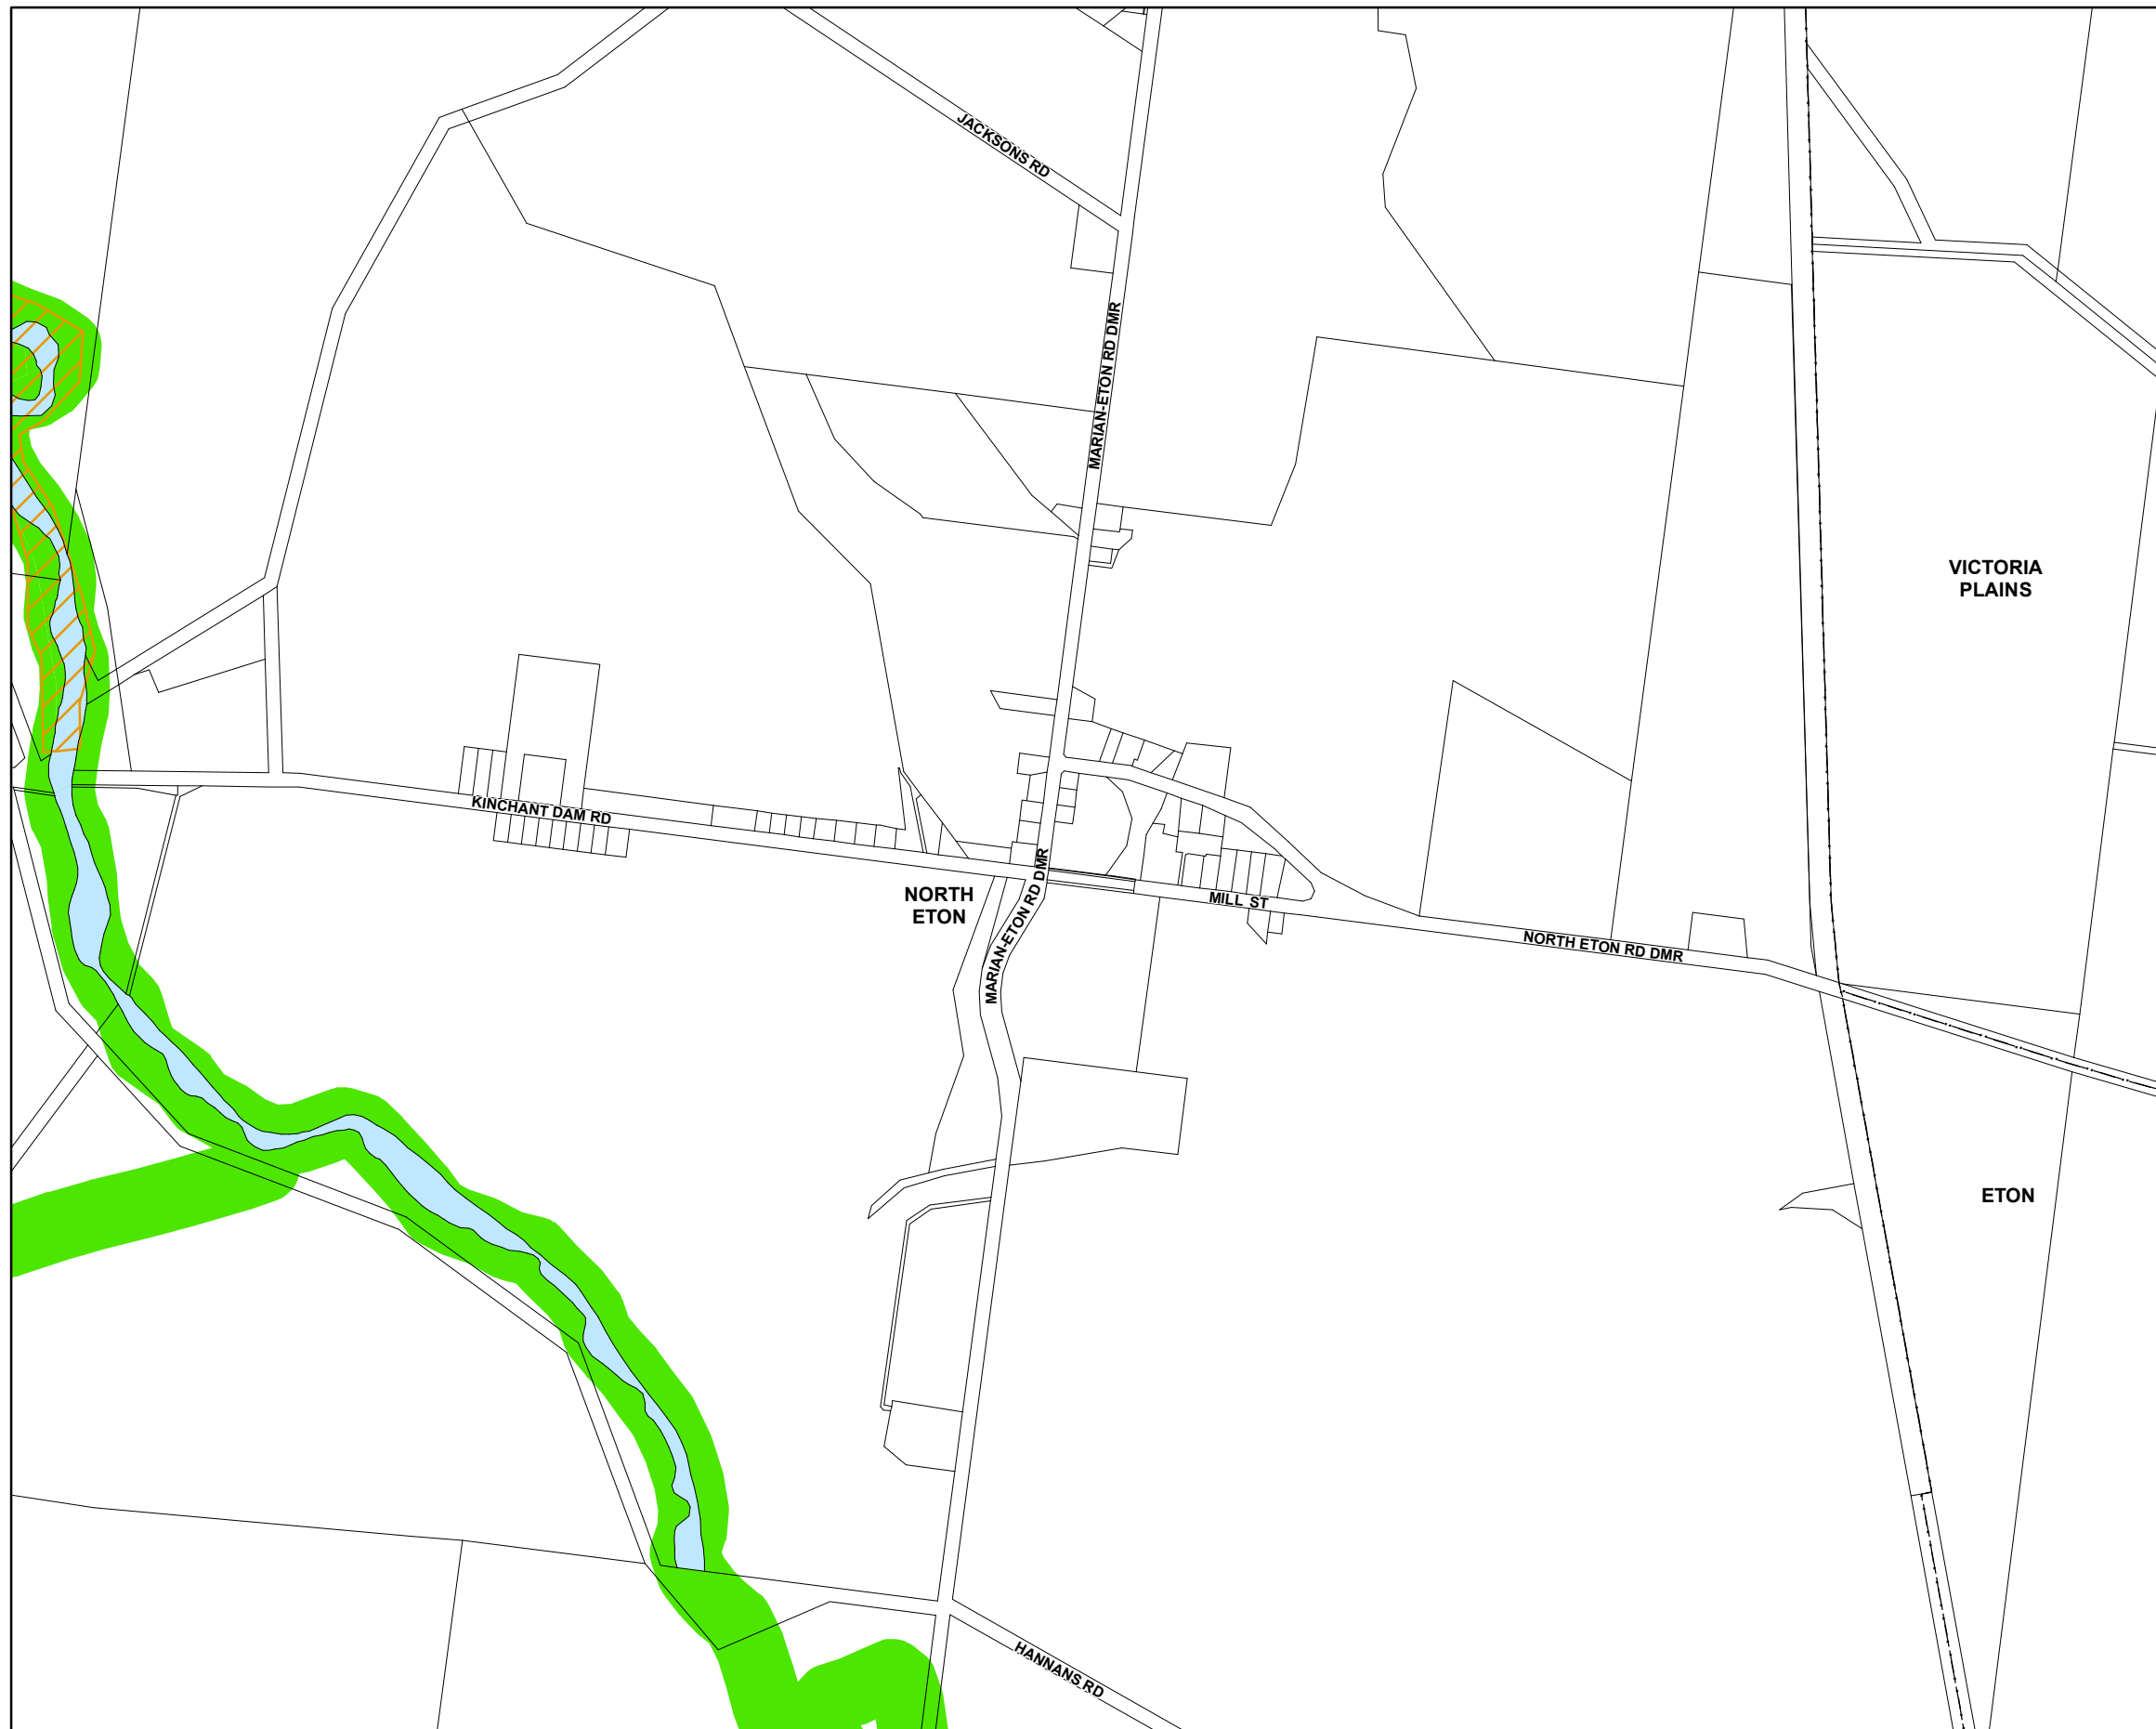 JACKSONS RD
MARIAN-ETON RD DMR
VICTORIA
PLAINS
KINCHANT DAM RD
NORTH
ETON
MARIAN-ETON RD DMR
MILL ST
NORTH ETON RD DMR
ETON
HANNANS RD